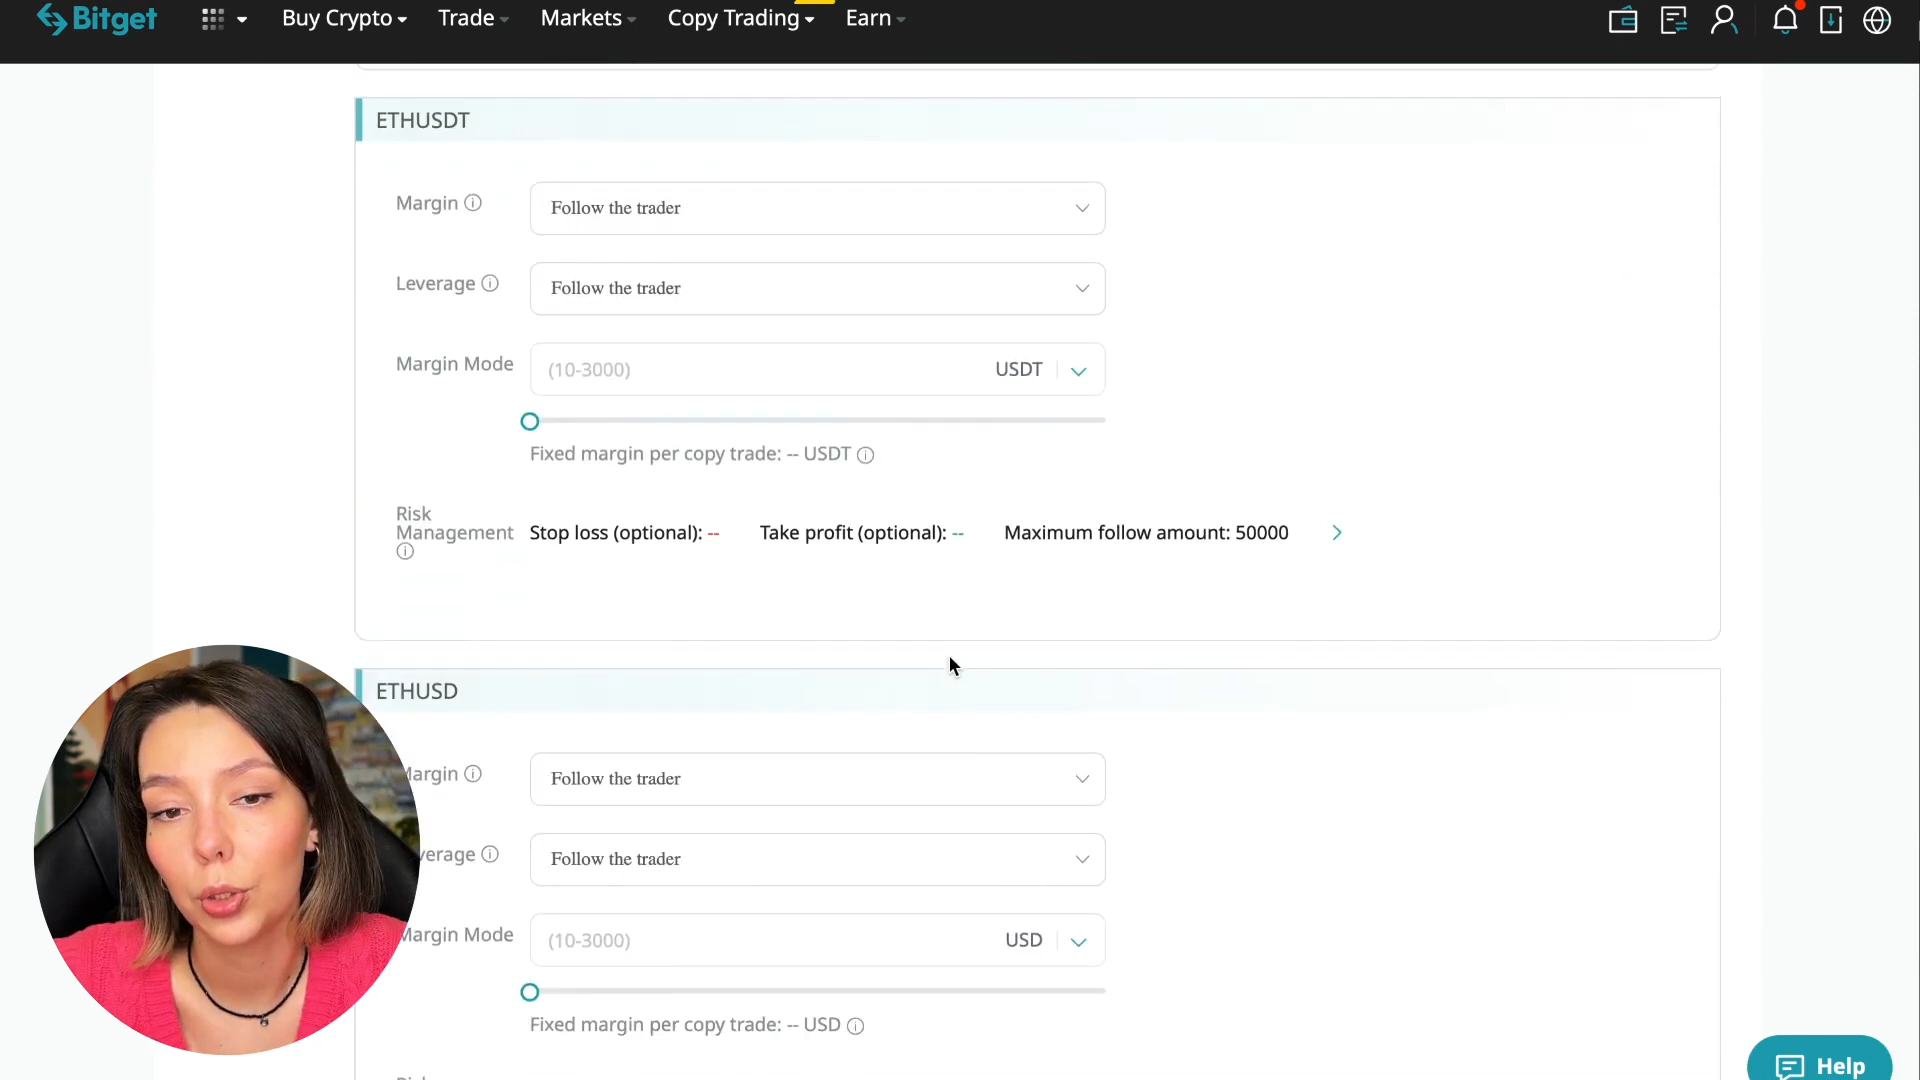 Bitget
Buy Crypto
Trade
Markets
Copy Trading
Earn
ETHUSDT
Margin
Follow the trader
Leverage
Follow the trader
Margin Mode
(10-3000)
USDT
Fixed margin per copy trade: -- USDT
Risk
Management
Stop loss (optional): --
Take profit (optional): --
Maximum follow amount: 50000
ETHUSD
Margin
Follow the trader
verage
Follow the trader
Margin Mode
(10-3000)
USD
Fixed margin per copy trade: -- USD
Help